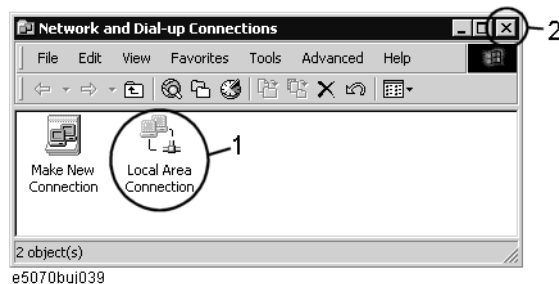 Network and Dial-up Connections
2
File Edit View Favorites Tools Advanced Help
1
Make New Connection
Local Area Connection
2 object(s)
e5070buj039